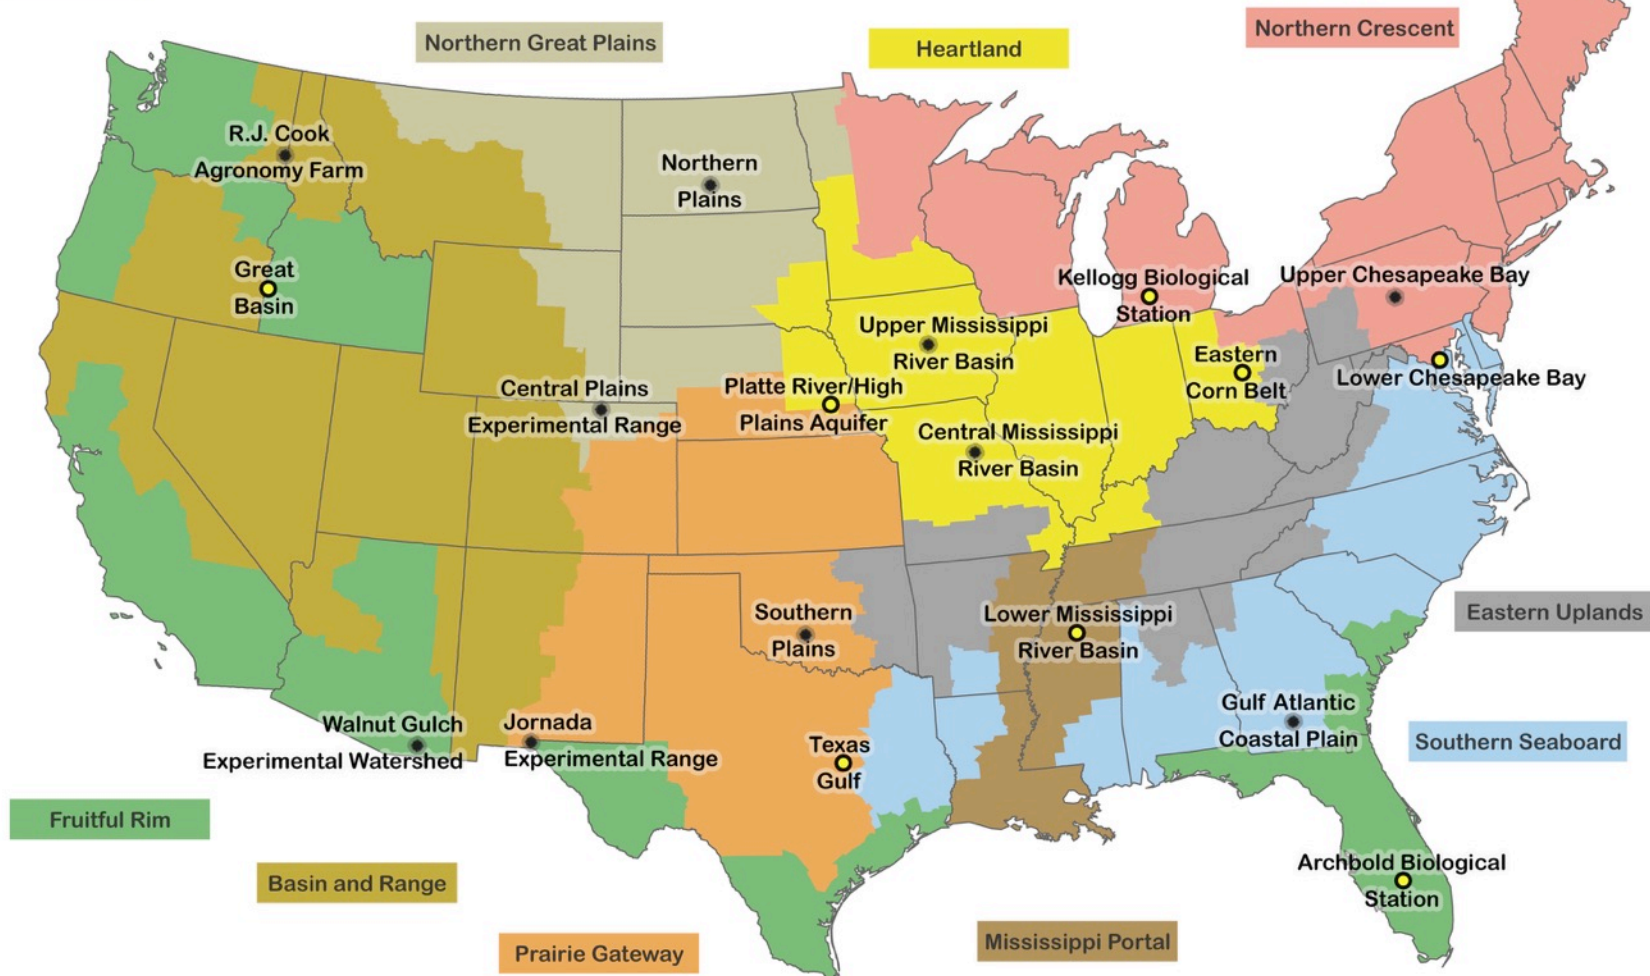 Northern Great Plains
Heartland
Northern Crescent
R.J. Cook
Agronomy Farm
Northern
Plains
Great
Basin
Kellogg Biological
Station
Upper Chesapeake Bay
Upper Mississippi
River Basin
Eastern
Corn Belt
Lower Chesapeake Bay
Central Plains
Experimental Range
Platte River/High
Plains Aquifer
Central Mississippi
River Basin
Southern
Plains
Lower Mississippi
River Basin
Eastern Uplands
Walnut Gulch
Experimental Watershed
Jornada
Experimental Range
Texas
Gulf
Gulf Atlantic
Coastal Plain
Southern Seaboard
Fruitful Rim
Basin and Range
Archbold Biological
Station
Prairie Gateway
Mississippi Portal